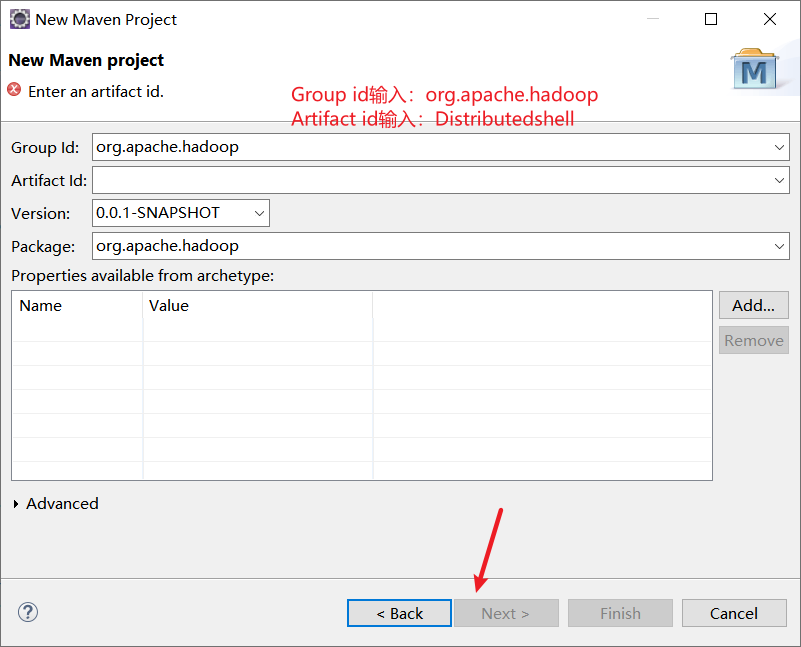 New Maven Project
New Maven project
Enter an artifact id.
Group id输入：org.apache.hadoop
Artifact id输入：Distributedshell
Group Id: org.apache.hadoop
Artifact Id:
Version: 0.0.1-SNAPSHOT
Package: org.apache.hadoop
Properties available from archetype:
Name Value
Add...
Remove
Advanced
? < Back Next > Finish Cancel